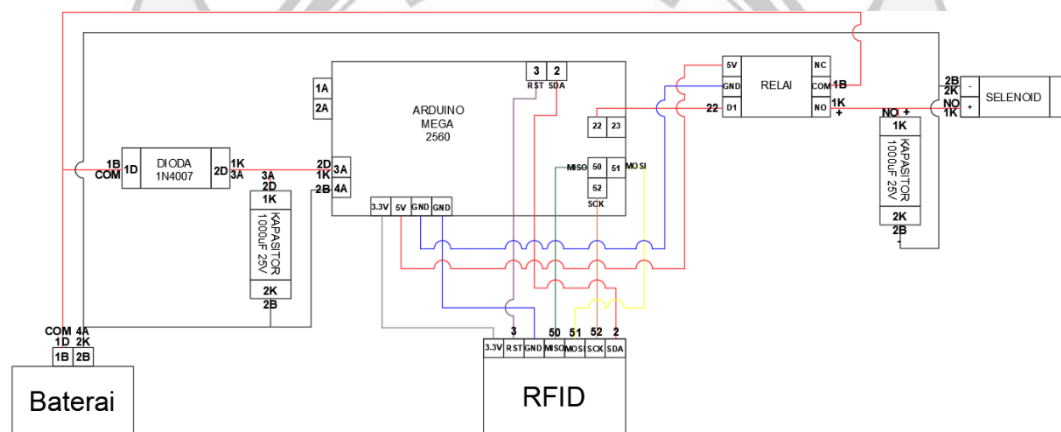 3 2
RST SDA
1A
2A
ARDUINO
MEGA
2560
22 23
MISO 50 51 MOSI
52
SCK
2D
1K 3A
2B 4A
3.3V 5V GND GND
5V NC
GND RELAI COM 1B
22 D1 NO 1K
+
2B -
2K SELENOID
NO +
1K
NO +
1K
KAPASITOR
1000uF 25V
2K
2B
-
1B DIODA 1K
COM 1D 1N4007 2D 3A
3A
2D
1K
KAPASITOR
1000uF 25V
2K
2B
COM 4A
1D 2K
1B 2B
Baterai
3 50 51 52 2
3.3V RST GND MISO MOSI SCK SDA
RFID